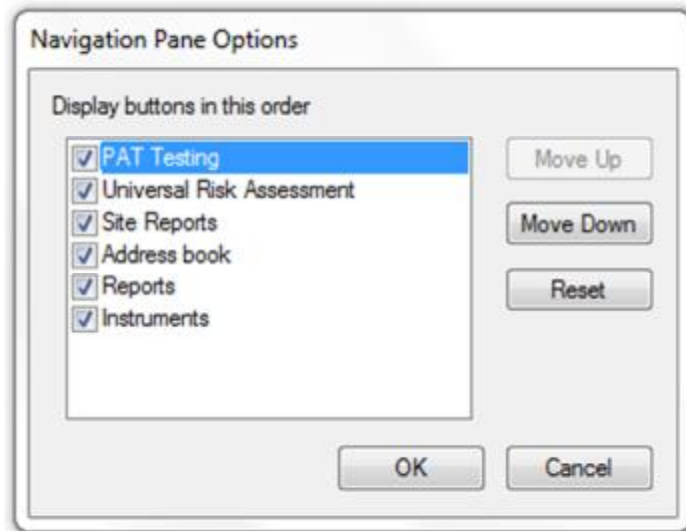 Navigation Pane Options
Display buttons in this order
PAT Testing
Universal Risk Assessment
Site Reports
Address book
Reports
Instruments
Move Up
Move Down
Reset
OK
Cancel